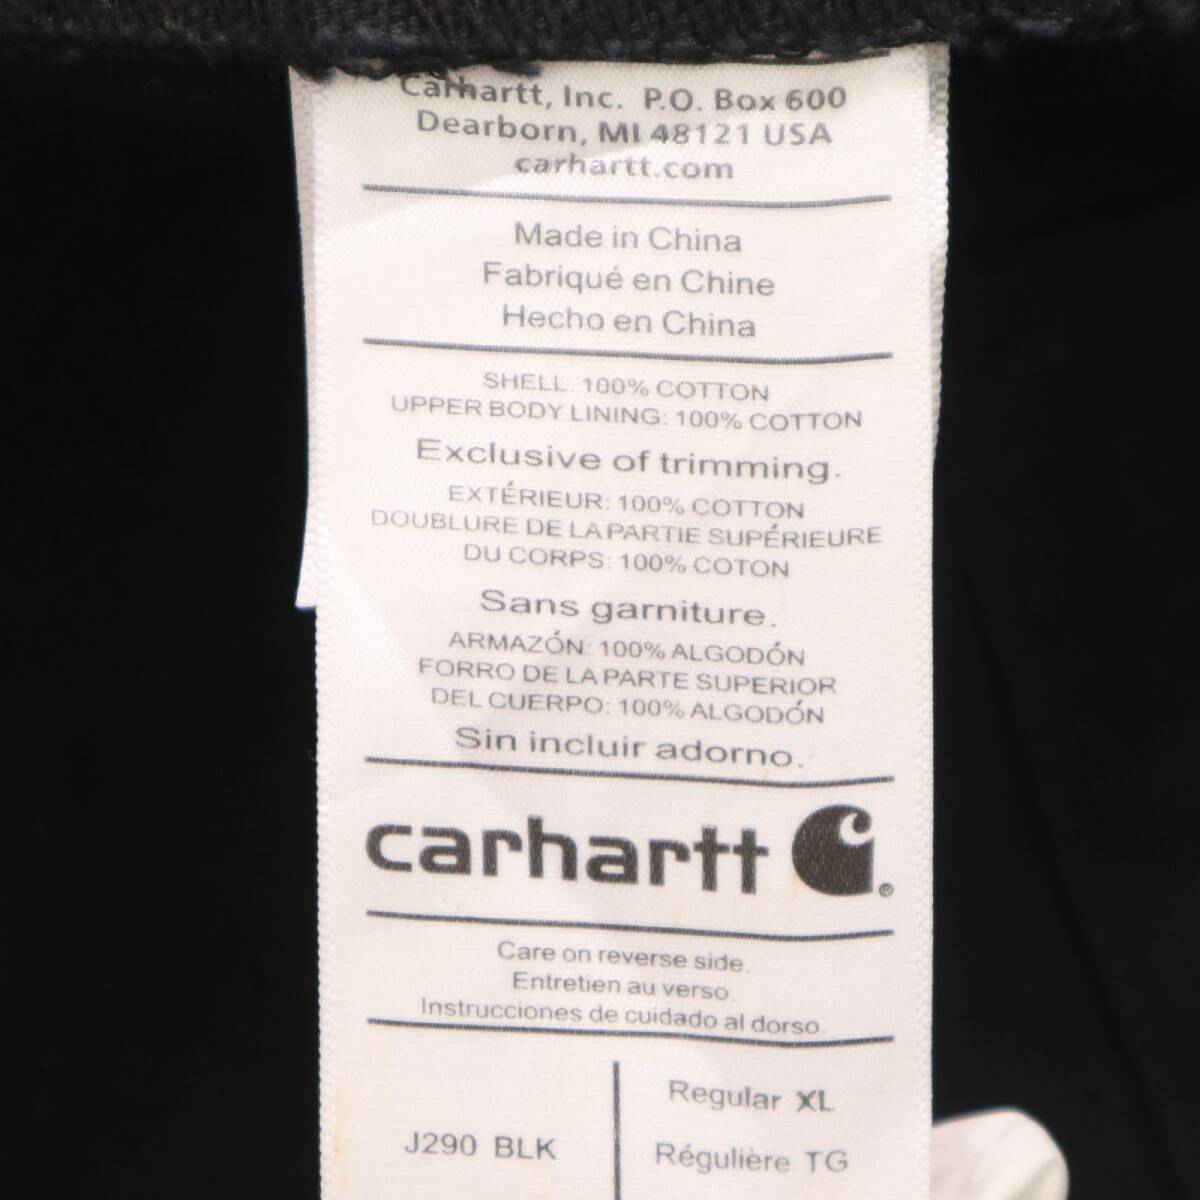 Carhartt, Inc. P.O. Box 600
Dearborn, MI 48121 USA
carhartt.com
Made in China
Fabriqué en Chine
Hecho en China
SHELL: 100% COTTON
UPPER BODY LINING: 100% COTTON
Exclusive of trimming.
EXTÉRIEUR: 100% COTTON
DOUBLURE DE LA PARTIE SUPÉRIEURE
DU CORPS: 100% COTON
Sans garniture.
ARMAZÓN: 100% ALGODÓN
FORRO DE LA PARTE SUPERIOR
DEL CUERPO: 100% ALGODÓN
Sin incluir adorno.
carhartt ®
Care on reverse side.
Entretien au verso.
Instrucciones de cuidado al dorso.
Regular XL
J290 BLK
Régulière TG